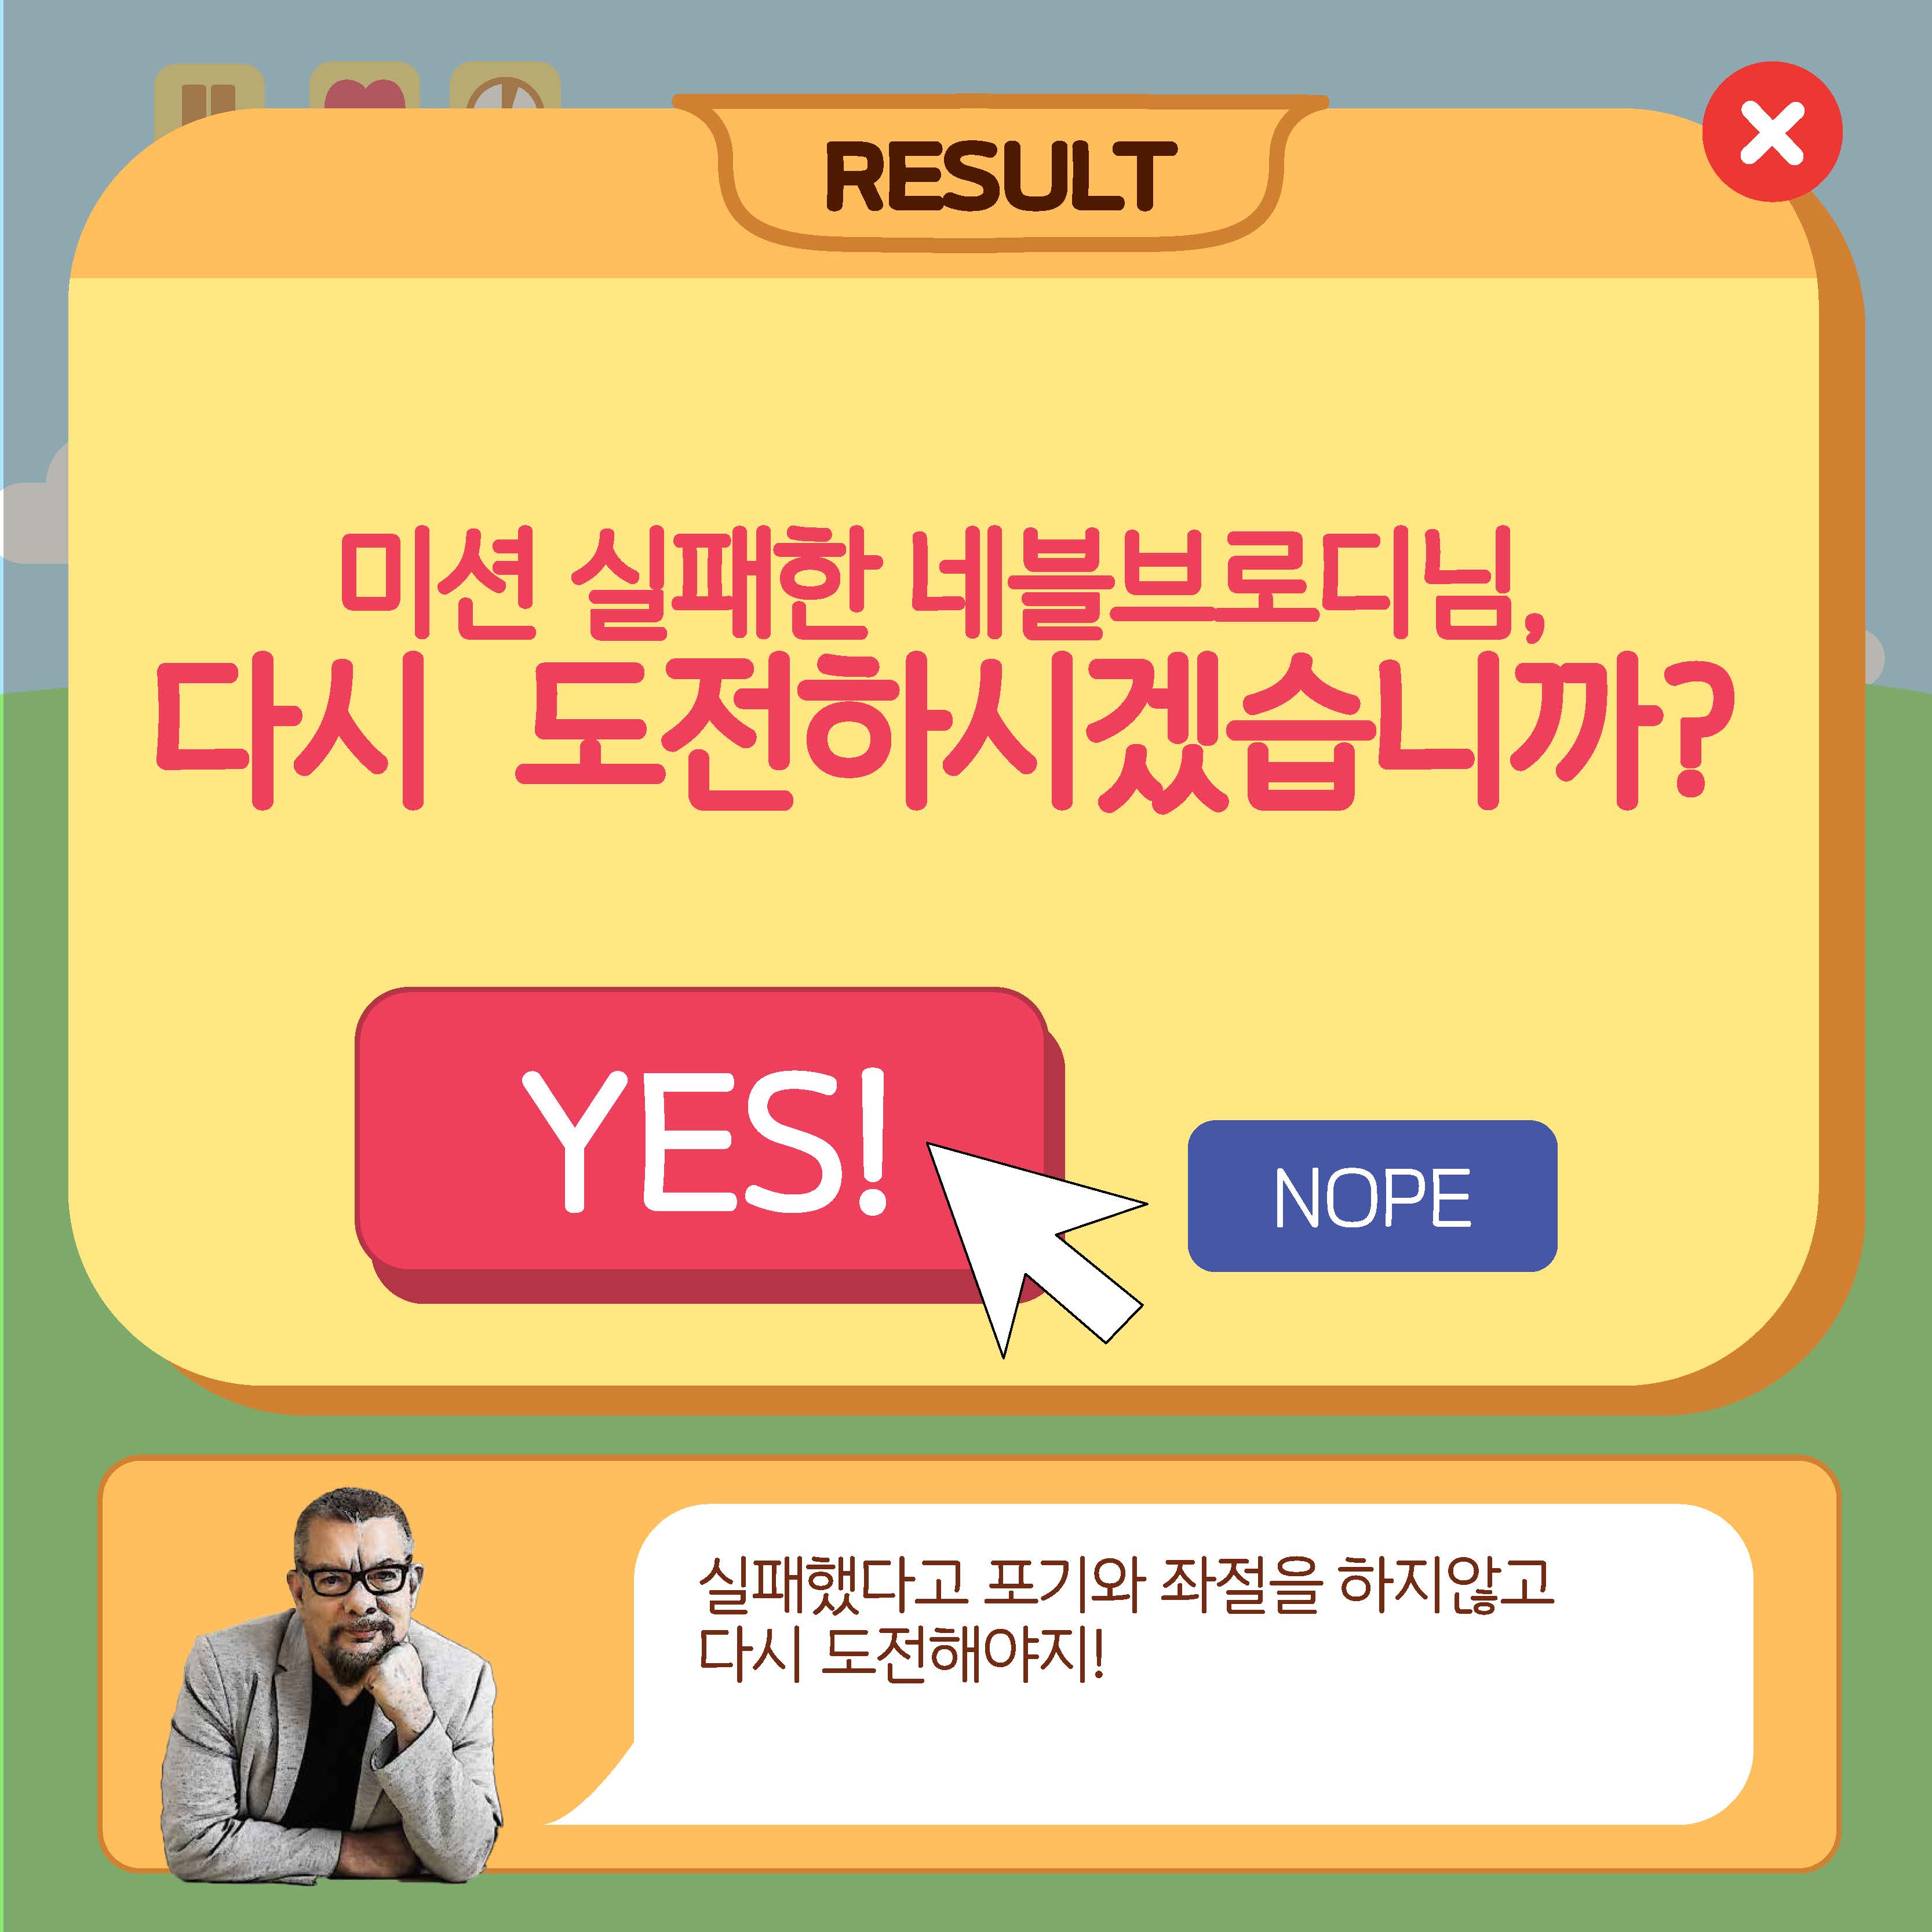 RESULT
미션 실패한 네블브로디님,
다시 도전하시겠습니까?
YES!
NOPE
실패했다고 포기와 좌절을 하지않고
다시 도전해야지!